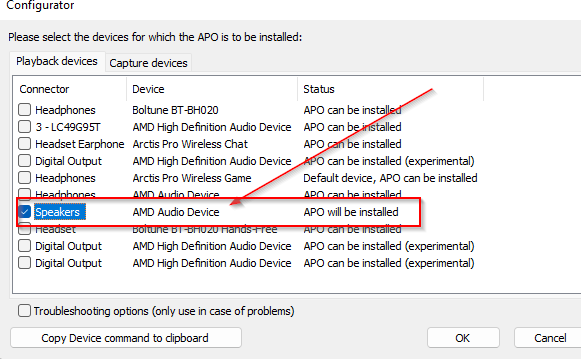 Configurator
Please select the devices for which the APO is to be installed:
Playback devices Capture devices
Connector Device Status
Headphones Boltune BT-BH020 APO can be installed
3 - LC49G95T AMD High Definition Audio Device APO can be installed
Headset Earphone Arctis Pro Wireless Chat APO can be installed
Digital Output AMD High Definition Audio Device APO can be installed (experimental)
Headphones Arctis Pro Wireless Game Default device, APO can be installed
Headphones AMD Audio Device APO can be installed
Speakers AMD Audio Device APO will be installed
Headset Boltune BT-BH020 Hands-Free APO can be installed
Digital Output AMD High Definition Audio Device APO can be installed (experimental)
Digital Output AMD High Definition Audio Device APO can be installed (experimental)
Troubleshooting options (only use in case of problems)
Copy Device command to clipboard OK Cancel